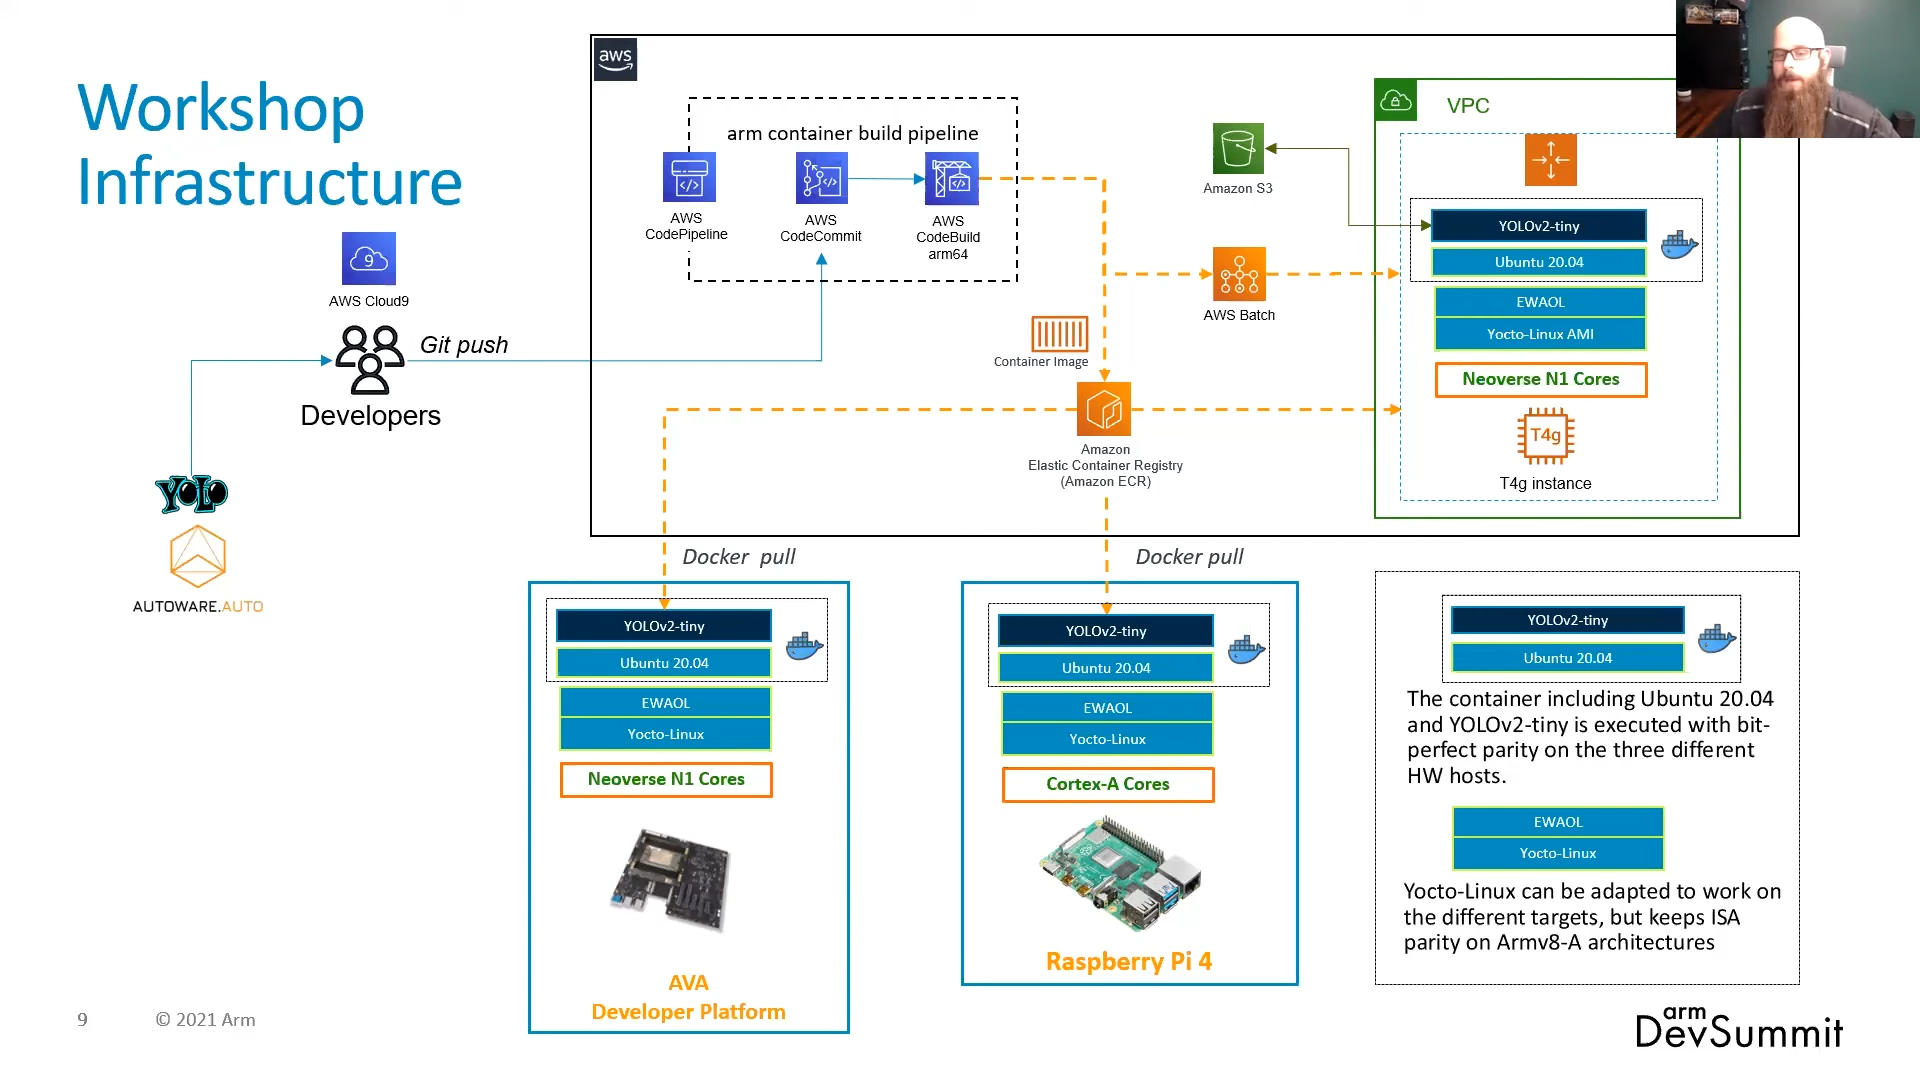 Workshop
Infrastructure
aws
arm container build pipeline
AWS
CodePipeline
AWS
CodeCommit
AWS
CodeBuild
arm64
9
AWS Cloud9
Git push
Developers
YOLO
AUTOWARE.AUTO
Amazon S3
AWS Batch
Container Image
Amazon
Elastic Container Registry
(Amazon ECR)
VPC
YOLOv2-tiny
Ubuntu 20.04
EWAOL
Yocto-Linux AMI
Neoverse N1 Cores
T4g
T4g instance
Docker pull
YOLOv2-tiny
Ubuntu 20.04
EWAOL
Yocto-Linux
Neoverse N1 Cores
AVA
Developer Platform
Docker pull
YOLOv2-tiny
Ubuntu 20.04
EWAOL
Yocto-Linux
Cortex-A Cores
Raspberry Pi 4
YOLOv2-tiny
Ubuntu 20.04
The container including Ubuntu 20.04
and YOLOv2-tiny is executed with bit-
perfect parity on the three different
HW hosts.
EWAOL
Yocto-Linux
Yocto-Linux can be adapted to work on
the different targets, but keeps ISA
parity on Armv8-A architectures
9
© 2021 Arm
arm
DevSummit